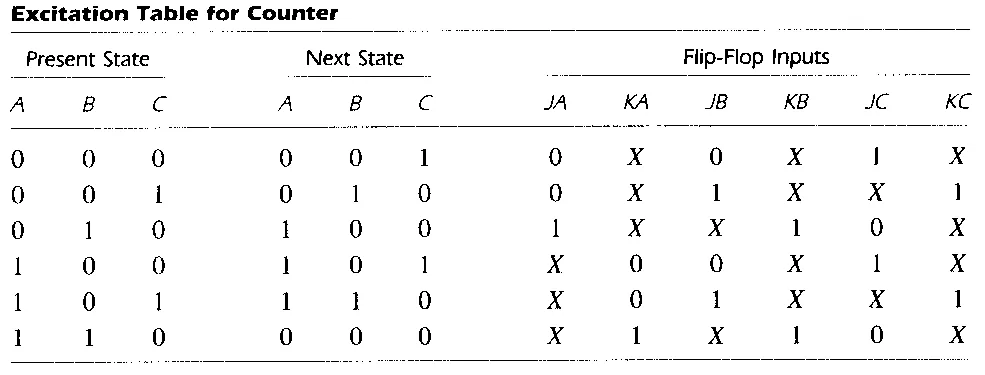 Excitation Table for Counter
Present State Next State Flip-Flop Inputs
A B C A B C JA KA JB KB JC KC
0 0 0 0 0 1 0 X 0 X 1 X
0 0 1 0 1 0 0 X 1 X X 1
0 1 0 1 0 0 1 X X 1 0 X
1 0 0 1 0 1 X 0 0 X 1 X
1 0 1 1 1 0 X 0 1 X X 1
1 1 0 0 0 0 X 1 X 1 0 X